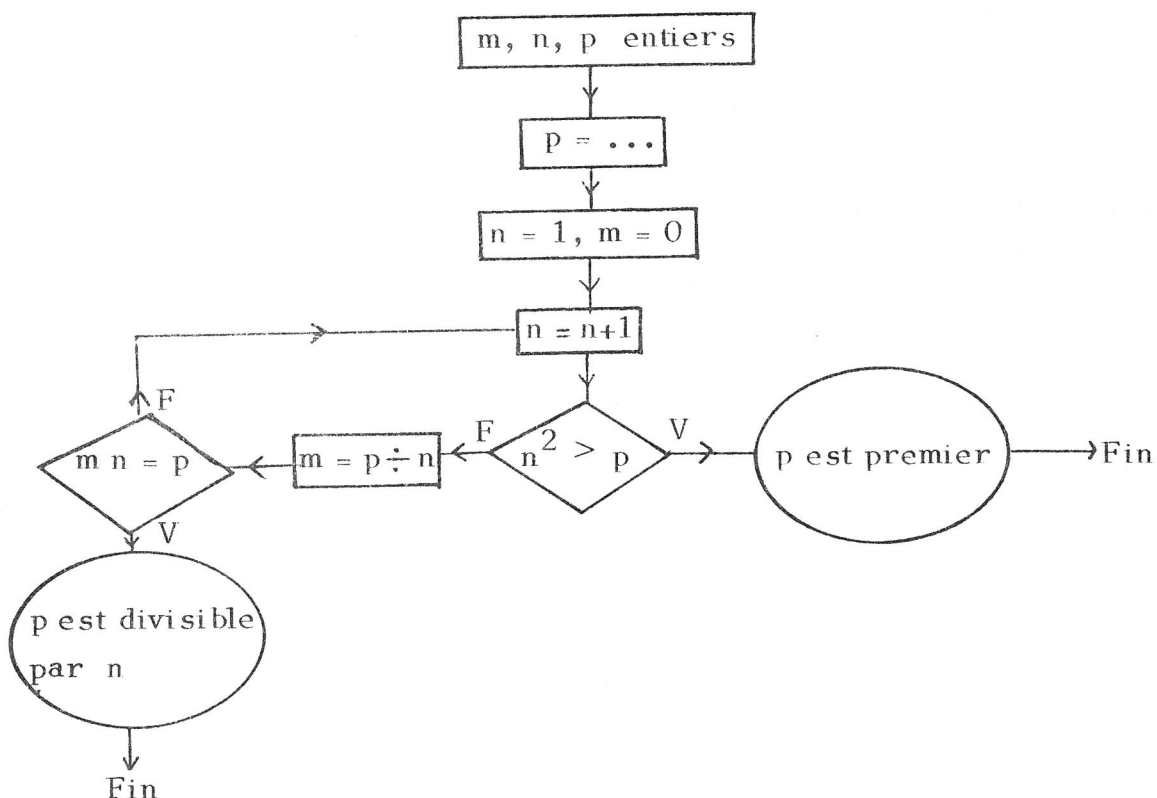 m, n, p entiers
p = ...
n = 1, m = 0
n = n+1
F
m n = p
V
m = p ÷ n
F
n² > p
V
p est premier
Fin
p est divisible
par n
Fin